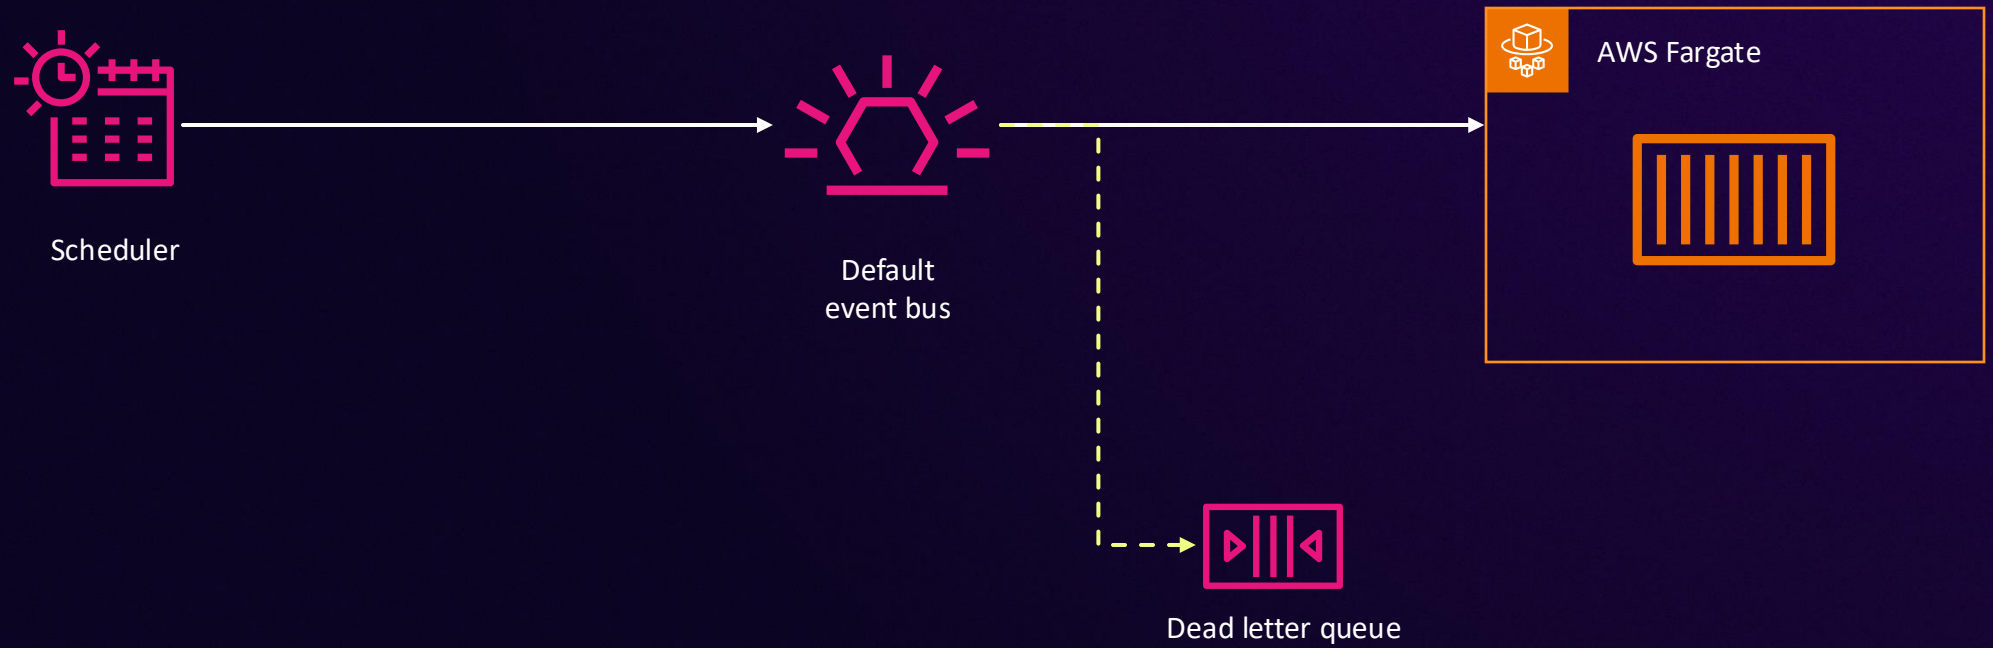 AWS Fargate
Scheduler
Default
event bus
Dead letter queue